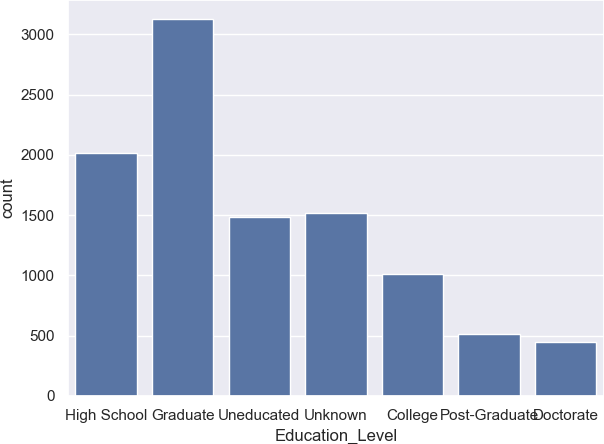 3000
2500
2000
1500
1000
500
0
count
High School Graduate Uneducated Unknown College Post-Graduate Doctorate
Education_Level